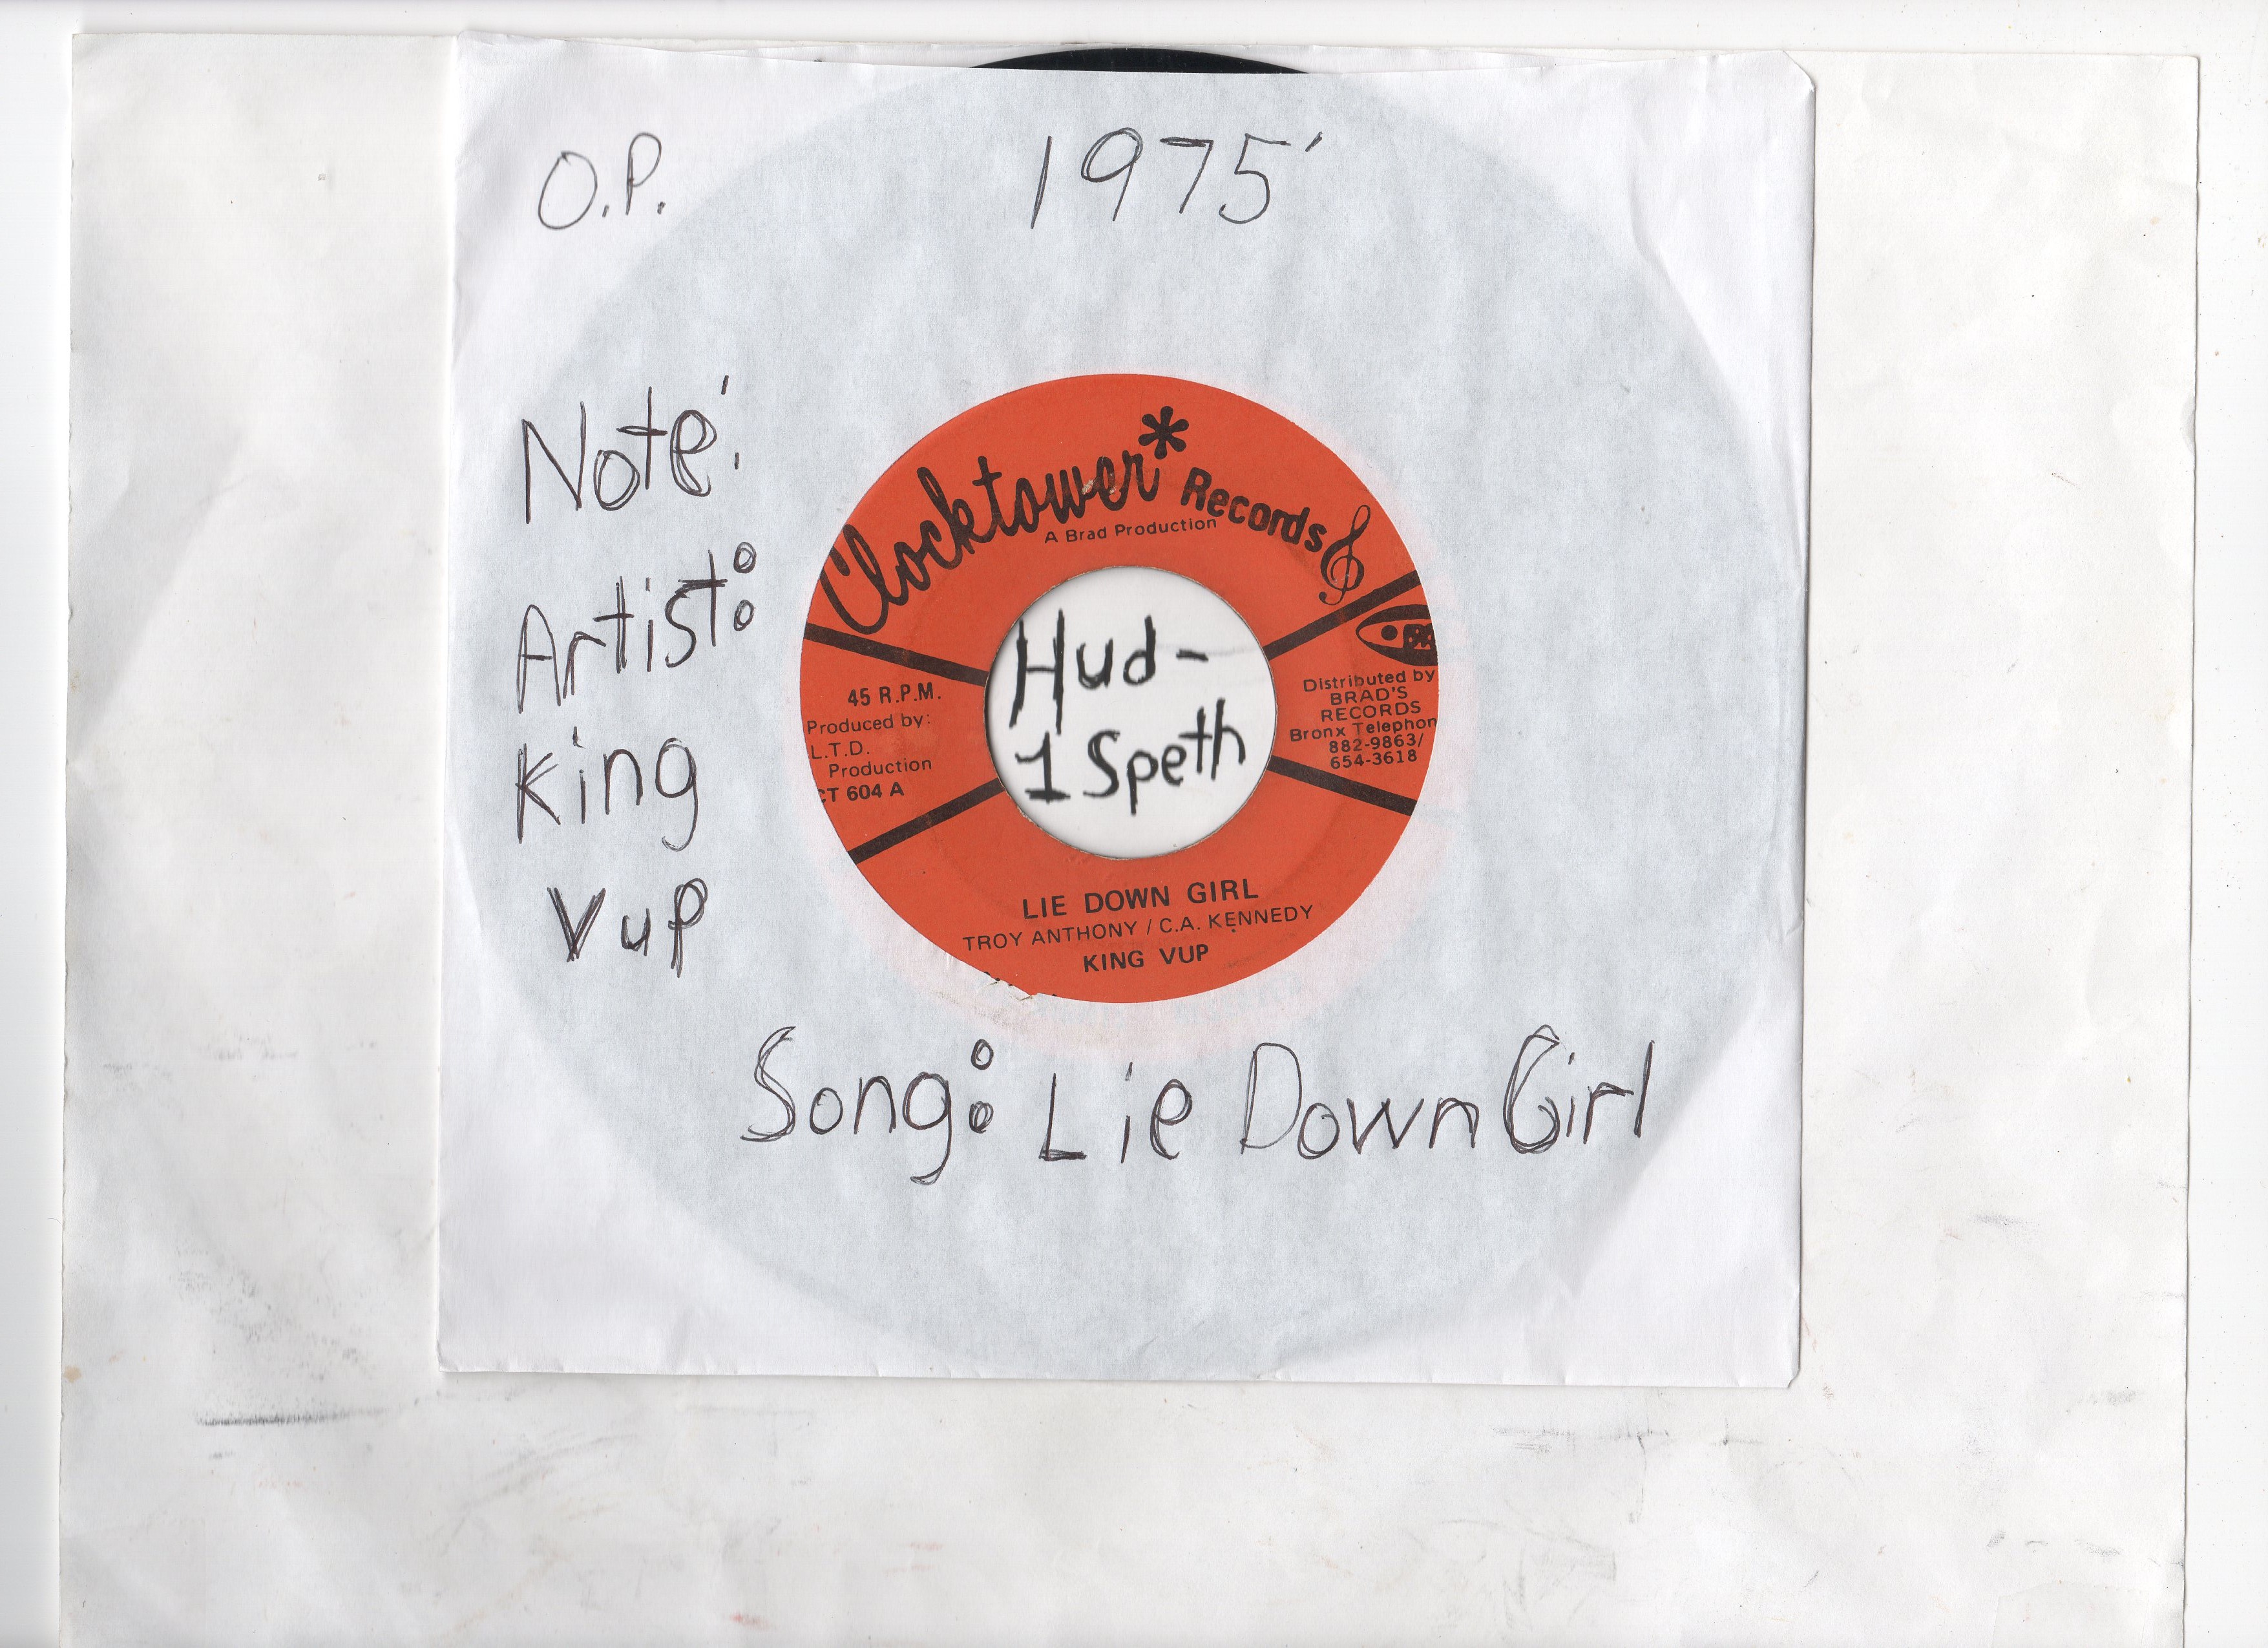 O.P. 1975'
Note:
Artist:
King
Vup
Clocktower* Records
A Brad Production
45 R.P.M.
Produced by:
L.T.D.
Production
CT 604 A
Hud-
1 Speth
Distributed by
BRAD'S
RECORDS
Bronx Telephon
882-9863/
654-3618
LIE DOWN GIRL
TROY ANTHONY / C.A. KENNEDY
KING VUP
Song: Lie Down Girl